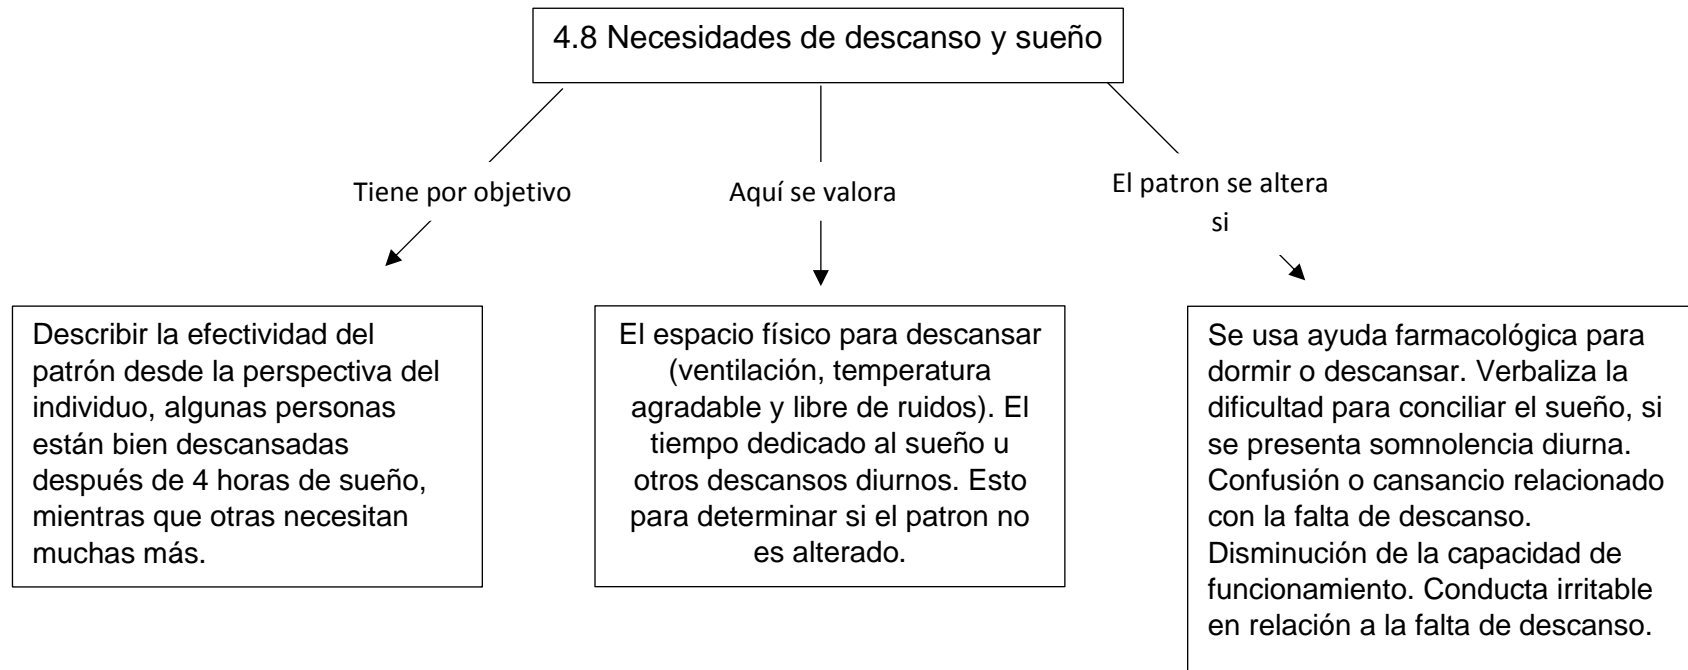 4.8 Necesidades de descanso y sueño
Tiene por objetivo
Aquí se valora
El patron se altera
si
Describir la efectividad del
patrón desde la perspectiva del
individuo, algunas personas
están bien descansadas
después de 4 horas de sueño,
mientras que otras necesitan
muchas más.
El espacio físico para descansar
(ventilación, temperatura
agradable y libre de ruidos). El
tiempo dedicado al sueño u
otros descansos diurnos. Esto
para determinar si el patron no
es alterado.
Se usa ayuda farmacológica para
dormir o descansar. Verbaliza la
dificultad para conciliar el sueño, si
se presenta somnolencia diurna.
Confusión o cansancio relacionado
con la falta de descanso.
Disminución de la capacidad de
funcionamiento. Conducta irritable
en relación a la falta de descanso.